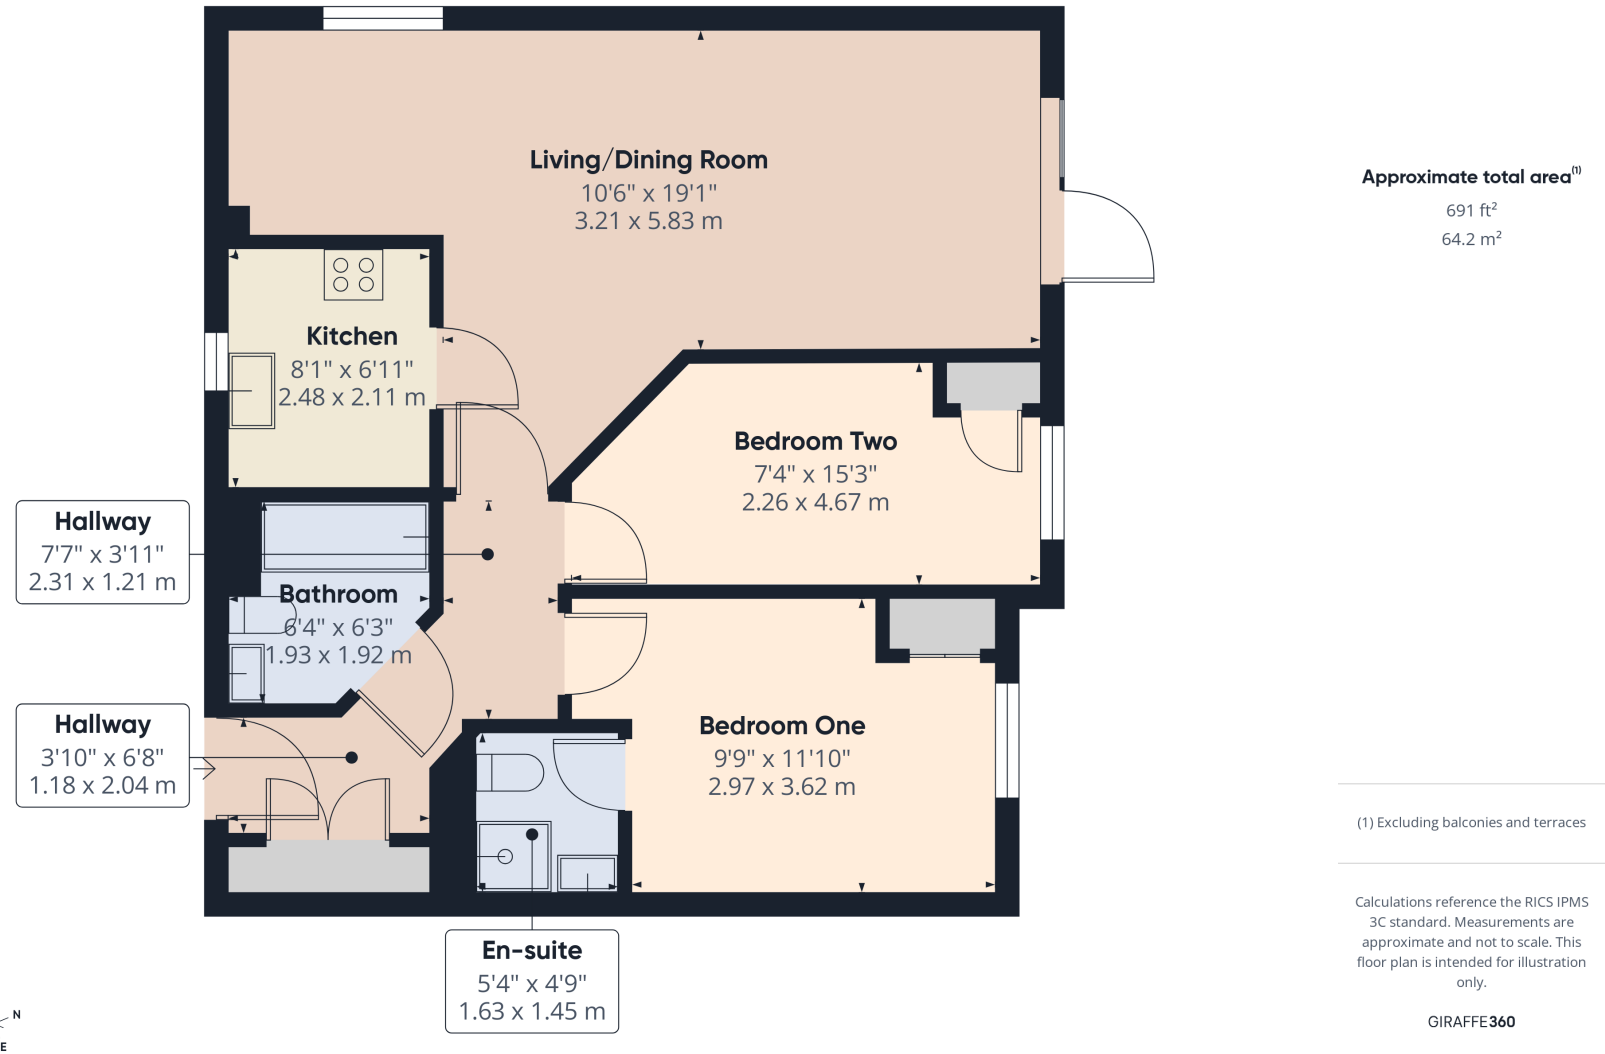 Living/Dining Room
10'6" x 19'1"
3.21 x 5.83 m
Approximate total area(1)
691 ft²
64.2 m²
Kitchen
8'1" x 6'11"
2.48 x 2.11 m
Bedroom Two
7'4" x 15'3"
2.26 x 4.67 m
Hallway
7'7" x 3'11"
2.31 x 1.21 m
Bathroom
6'4" x 6'3"
1.93 x 1.92 m
Hallway
3'10" x 6'8"
1.18 x 2.04 m
Bedroom One
9'9" x 11'10"
2.97 x 3.62 m
(1) Excluding balconies and terraces
Calculations reference the RICS IPMS
3C standard. Measurements are
approximate and not to scale. This
floor plan is intended for illustration
only.
En-suite
5'4" x 4'9"
1.63 x 1.45 m
GIRAFFE360
N
E